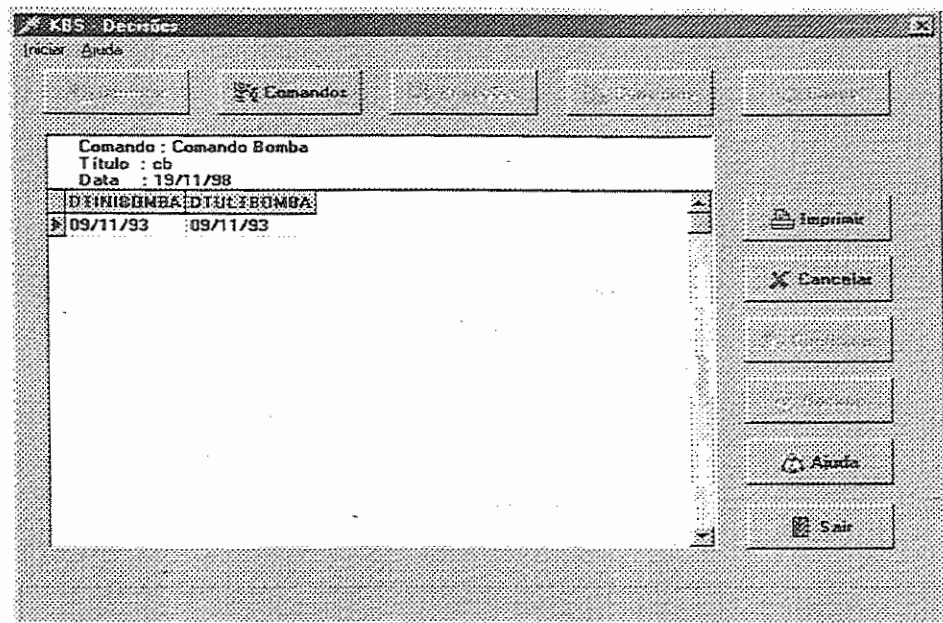 KBS - Decisões
Iniciar Ajuda
Comandos
Comando : Comando Bomba
Título : cb
Data : 19/11/98
DTINIBOMBA DTULTBOMBA
09/11/93 09/11/93
Imprimir
Cancelar
Ajuda
Sair